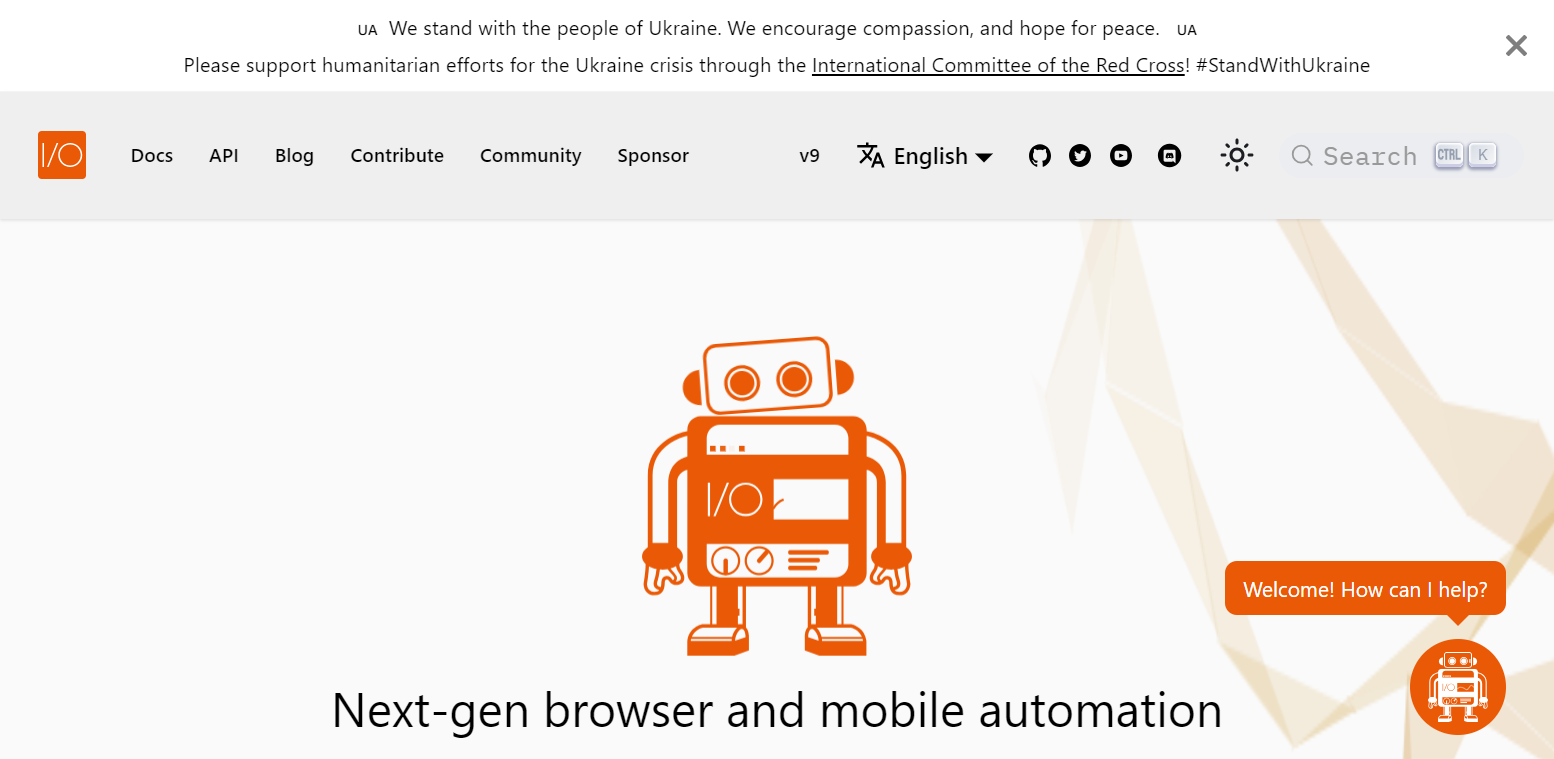 UA We stand with the people of Ukraine. We encourage compassion, and hope for peace. UA
Please support humanitarian efforts for the Ukraine crisis through the International Committee of the Red Cross! #StandWithUkraine
I/O Docs API Blog Contribute Community Sponsor v9 English Search CTRL K
I/O
Welcome! How can I help?
I/O
Next-gen browser and mobile automation